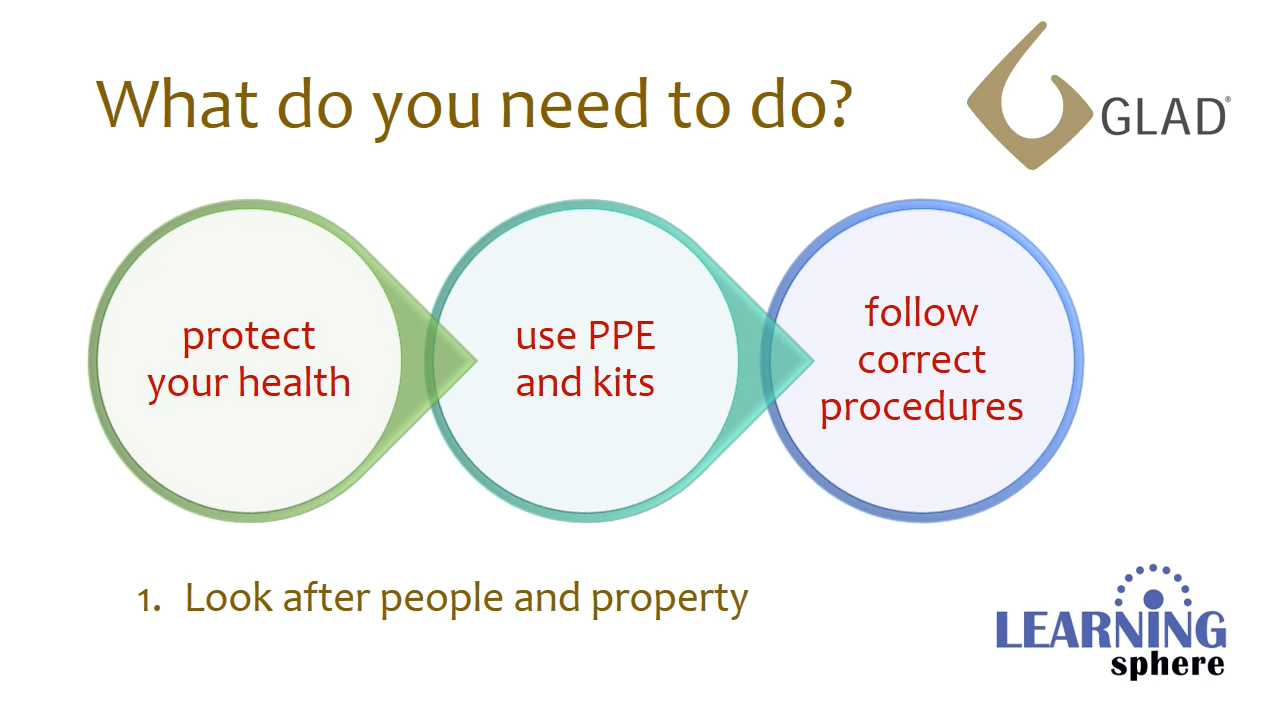 What do you need to do?
GLAD®
protect
your health
use PPE
and kits
follow
correct
procedures
1. Look after people and property
LEARNING
sphere